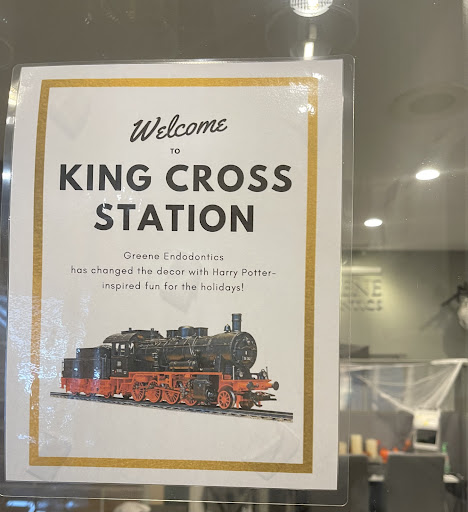 Welcome
TO
KING CROSS
STATION
Greene Endodontics
has changed the decor with Harry Potter-
inspired fun for the holidays!